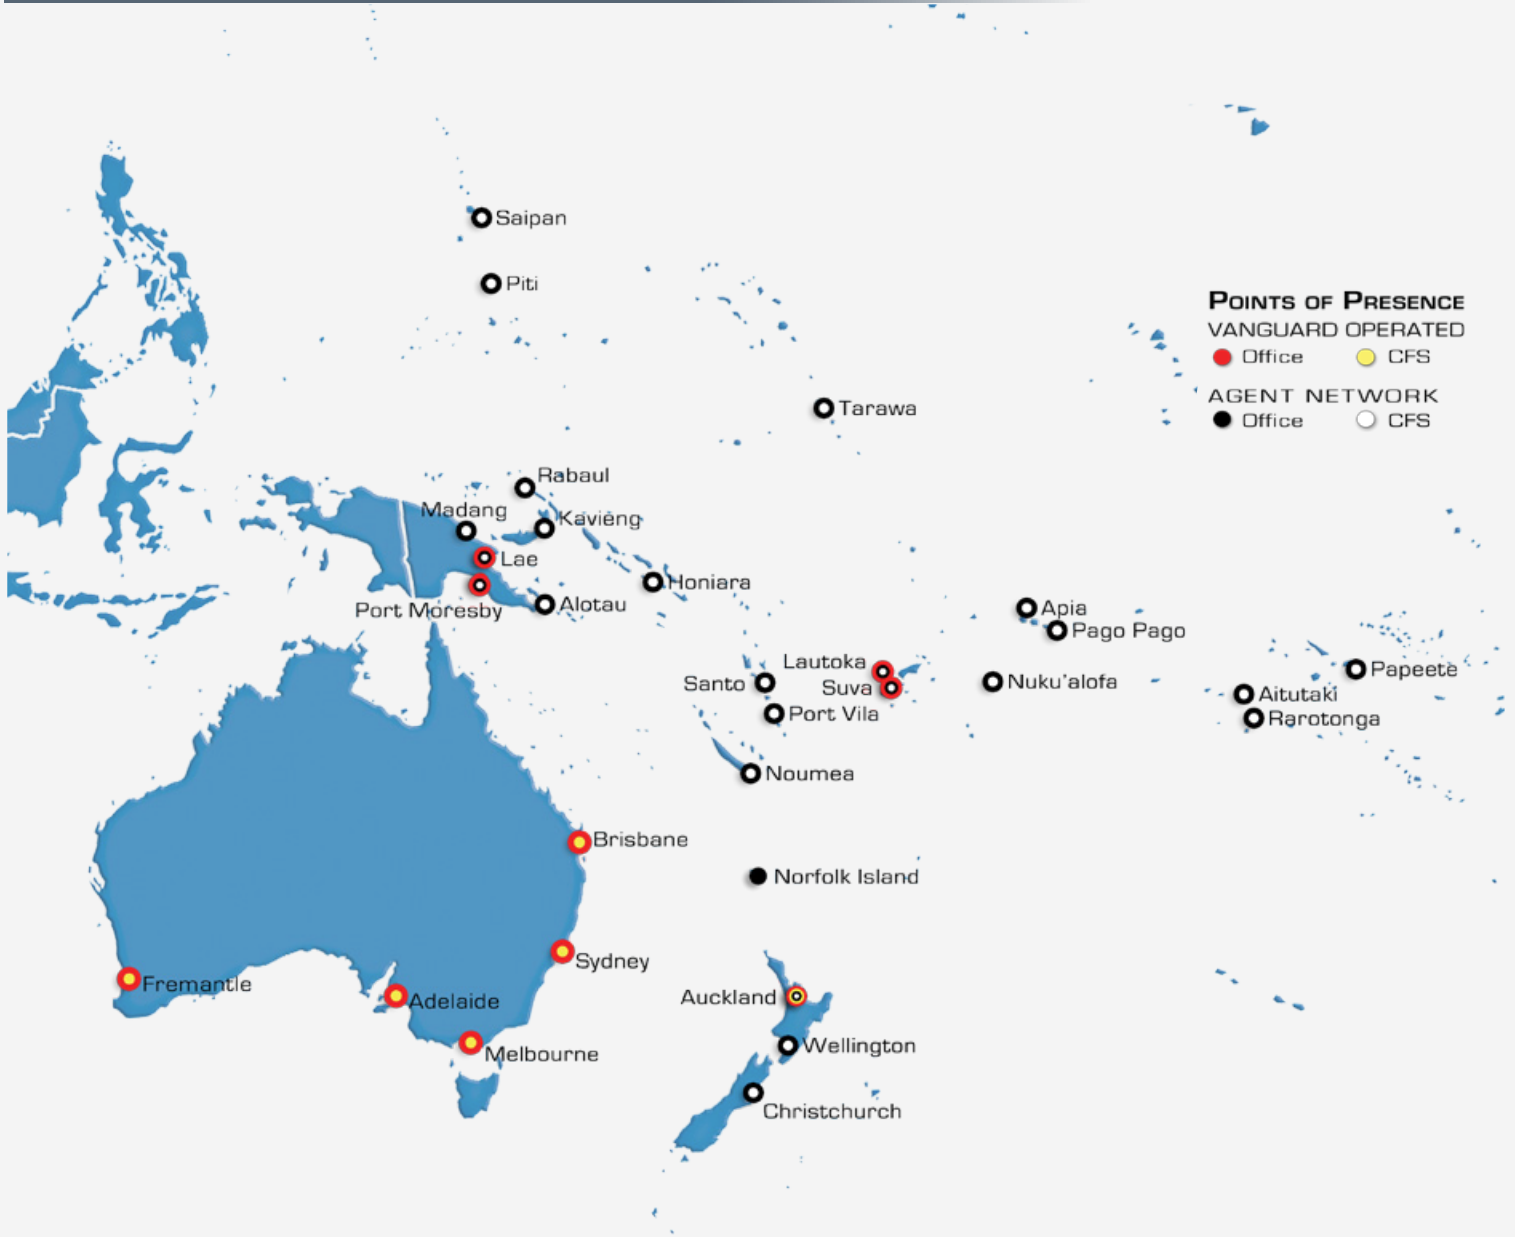 Saipan
Piti
POINTS OF PRESENCE
VANGUARD OPERATED
Office CFS
AGENT NETWORK
Office CFS
Tarawa
Rabaul
Madang
Kavieng
Lae
Honiara
Port Moresby
Alotau
Apia
Pago Pago
Lautoka
Suva
Santo
Nuku'alofa
Papeete
Aitutaki
Port Vila
Rarotonga
Noumea
Brisbane
Norfolk Island
Sydney
Fremantle
Adelaide
Auckland
Melbourne
Wellington
Christchurch